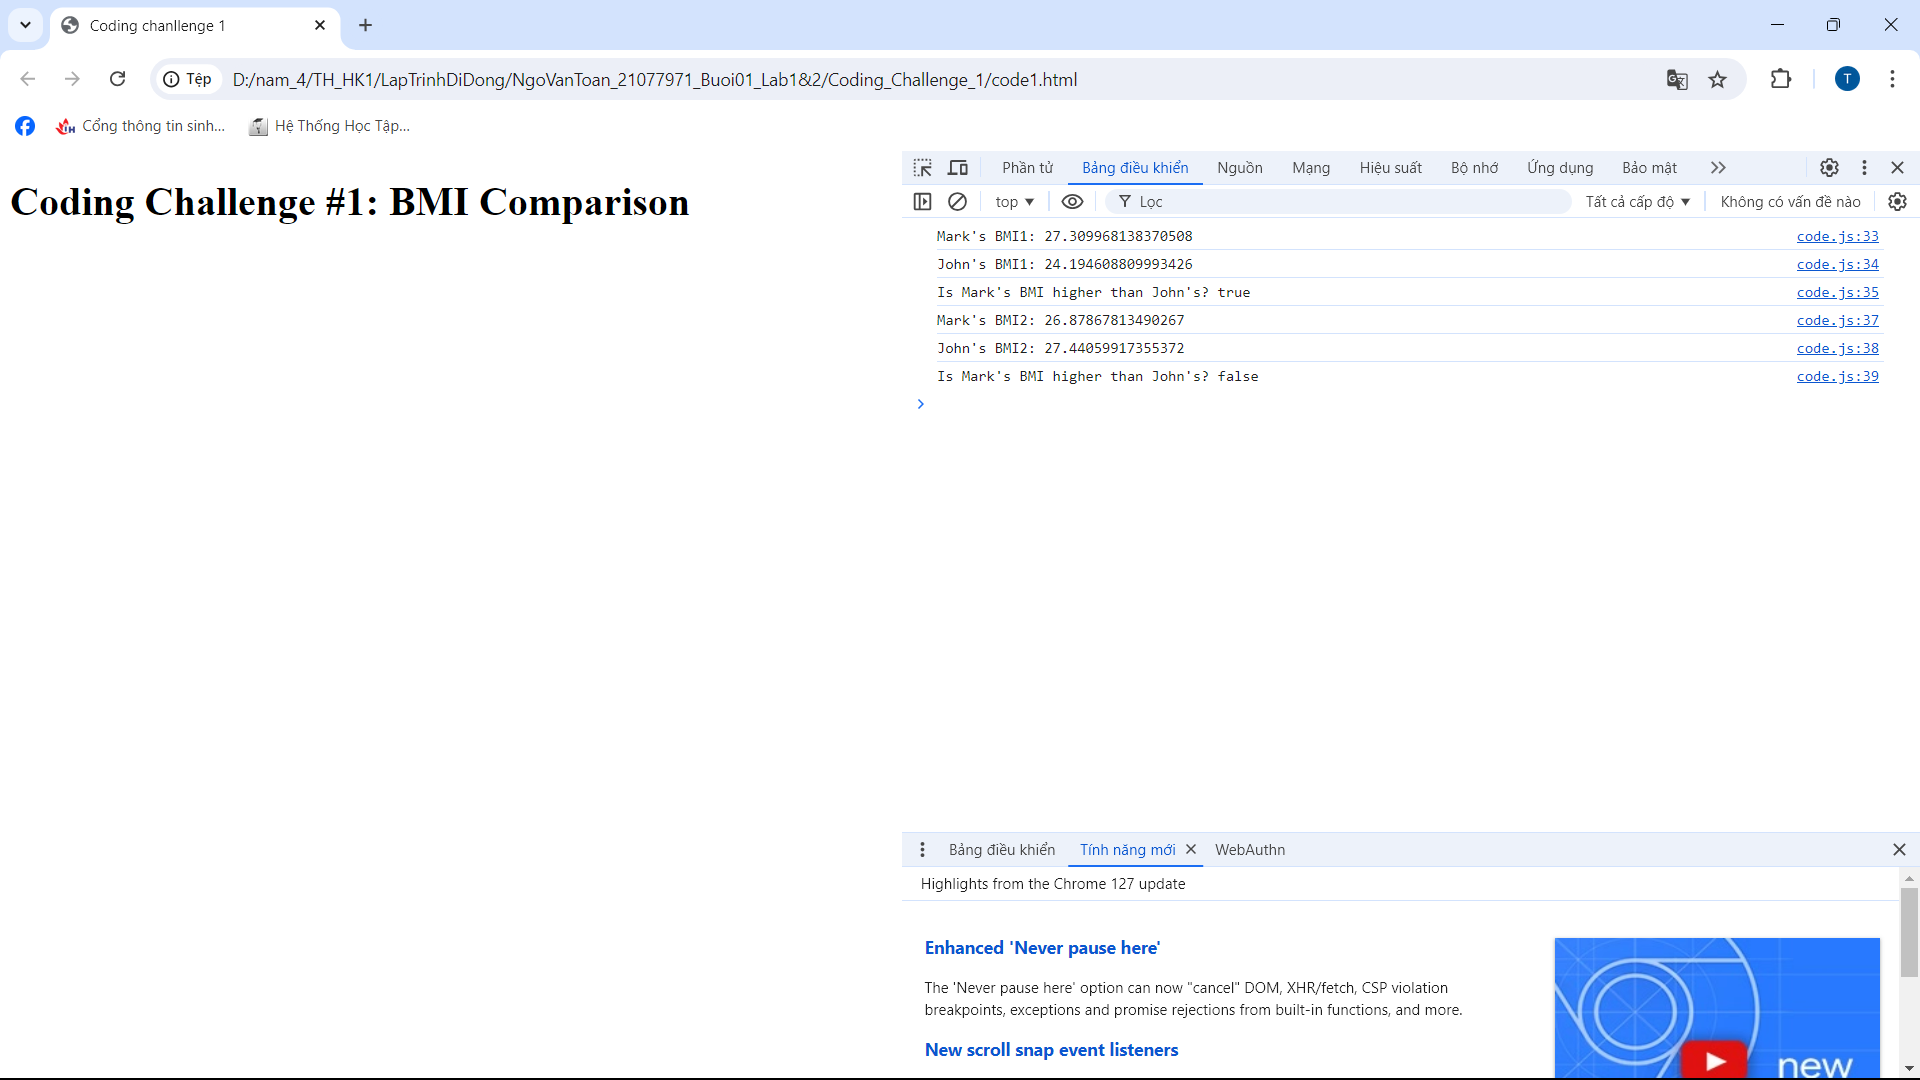 Coding chanllenge 1
Tệp
D:/nam_4/TH_HK1/LapTrinhDiDong/NgoVanToan_21077971_Buoi01_Lab1&2/Coding_Challenge_1/code1.html
T
Cổng thông tin sinh...
Hệ Thống Học Tập...
Coding Challenge #1: BMI Comparison
Phần tử
Bảng điều khiển
Nguồn
Mạng
Hiệu suất
Bộ nhớ
Ứng dụng
Bảo mật
top
Lọc
Tất cả cấp độ
Không có vấn đề nào
Mark's BMI1: 27.309968138370508 code.js:33
John's BMI1: 24.194608809993426 code.js:34
Is Mark's BMI higher than John's? true code.js:35
Mark's BMI2: 26.87867813490267 code.js:37
John's BMI2: 27.44059917355372 code.js:38
Is Mark's BMI higher than John's? false code.js:39
Bảng điều khiển
Tính năng mới
WebAuthn
Highlights from the Chrome 127 update
Enhanced 'Never pause here'
The 'Never pause here' option can now "cancel" DOM, XHR/fetch, CSP violation
breakpoints, exceptions and promise rejections from built-in functions, and more.
New scroll snap event listeners
new